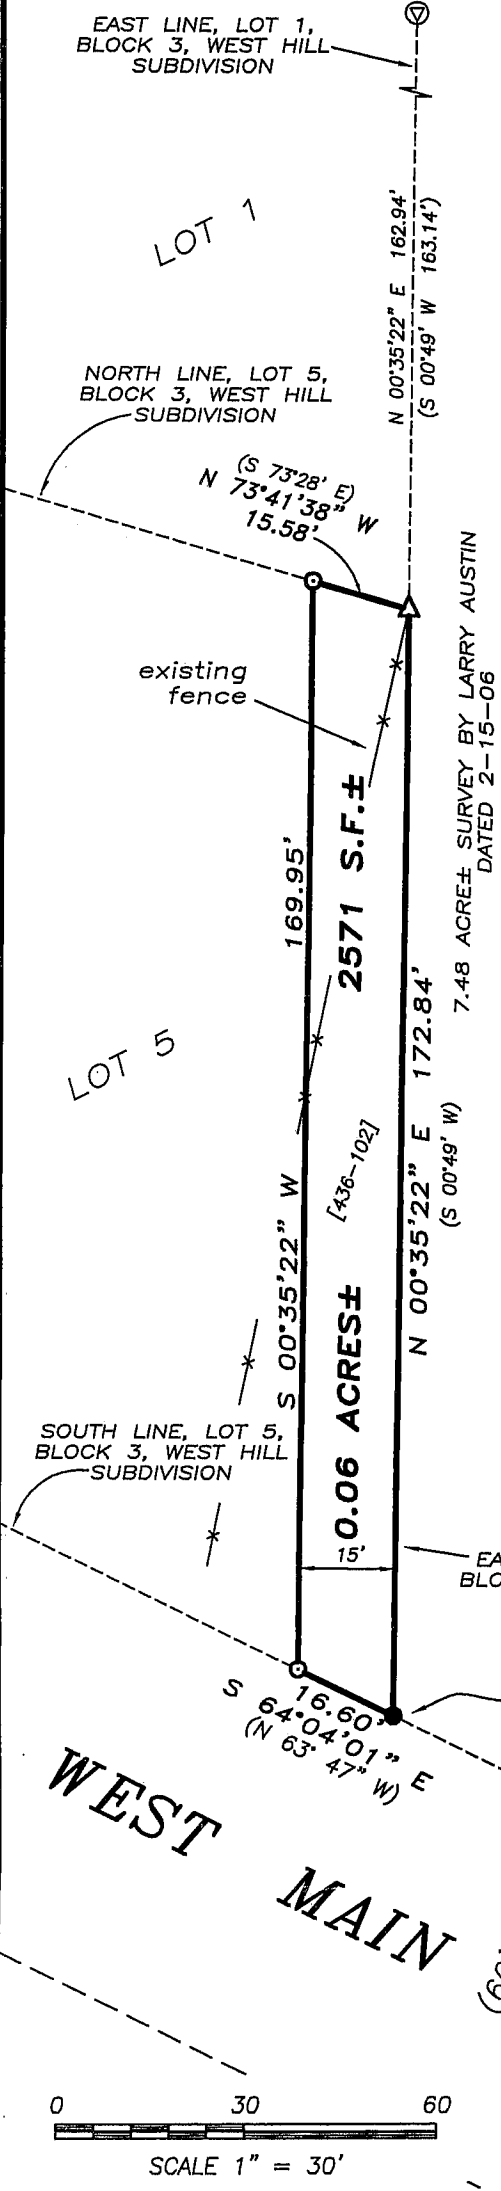 EAST LINE, LOT 1,
BLOCK 3, WEST HILL
SUBDIVISION
LOT 1
N 00°35'22" E 162.94'
(S 00°49' W 163.14')
NORTH LINE, LOT 5,
BLOCK 3, WEST HILL
SUBDIVISION
(S 73°28' E)
N 73°41'38" W
15.58'
existing
fence
7.48 ACRE± SURVEY BY LARRY AUSTIN
DATED 2-15-06
169.95'
S 00°35'22" W
2571 S.F.±
0.06 ACRES±
[436-102]
N 00°35'22" E 172.84'
(S 00°49' W)
LOT 5
SOUTH LINE, LOT 5,
BLOCK 3, WEST HILL
SUBDIVISION
15'
EA
BLO
16.60'
S 64°04'01" E
(N 63° 47" W)
WEST MAIN
0 30 60
SCALE 1" = 30'